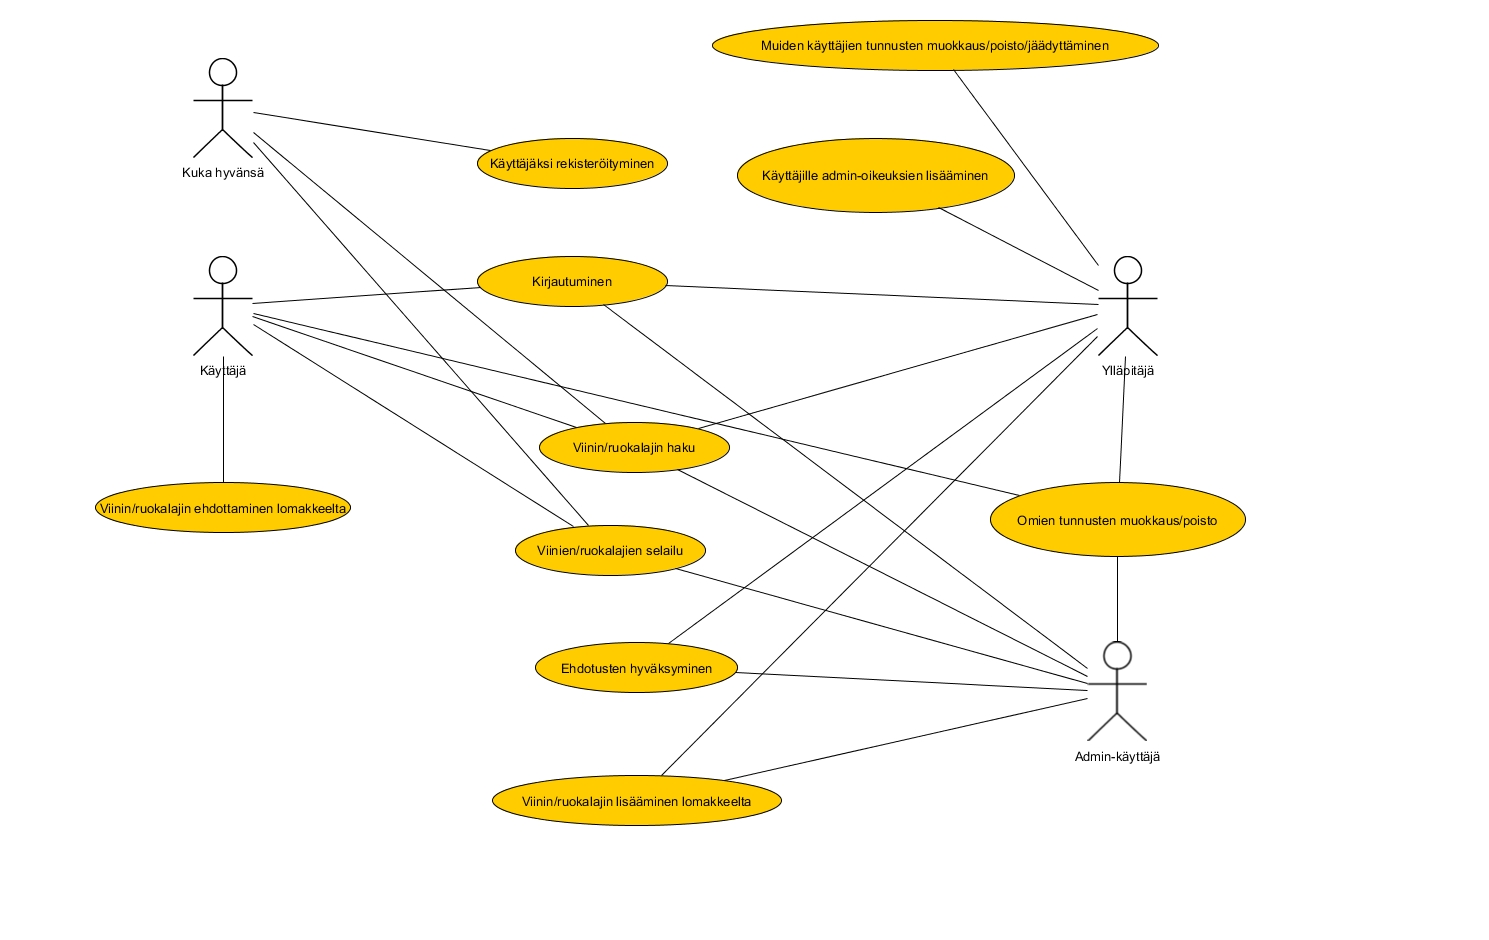 Muiden käyttäjien tunnusten muokkaus/poisto/jäädyttäminen
Käyttäjäksi rekisteröityminen
Kuka hyvänsä
Käyttäjille admin-oikeuksien lisääminen
Kirjautuminen
Käyttäjä
Ylläpitäjä
Viinin/ruokalajin haku
Viinin/ruokalajin ehdottaminen lomakkeelta
Omien tunnusten muokkaus/poisto
Viinien/ruokalajien selailu
Ehdotusten hyväksyminen
Admin-käyttäjä
Viinin/ruokalajin lisääminen lomakkeelta